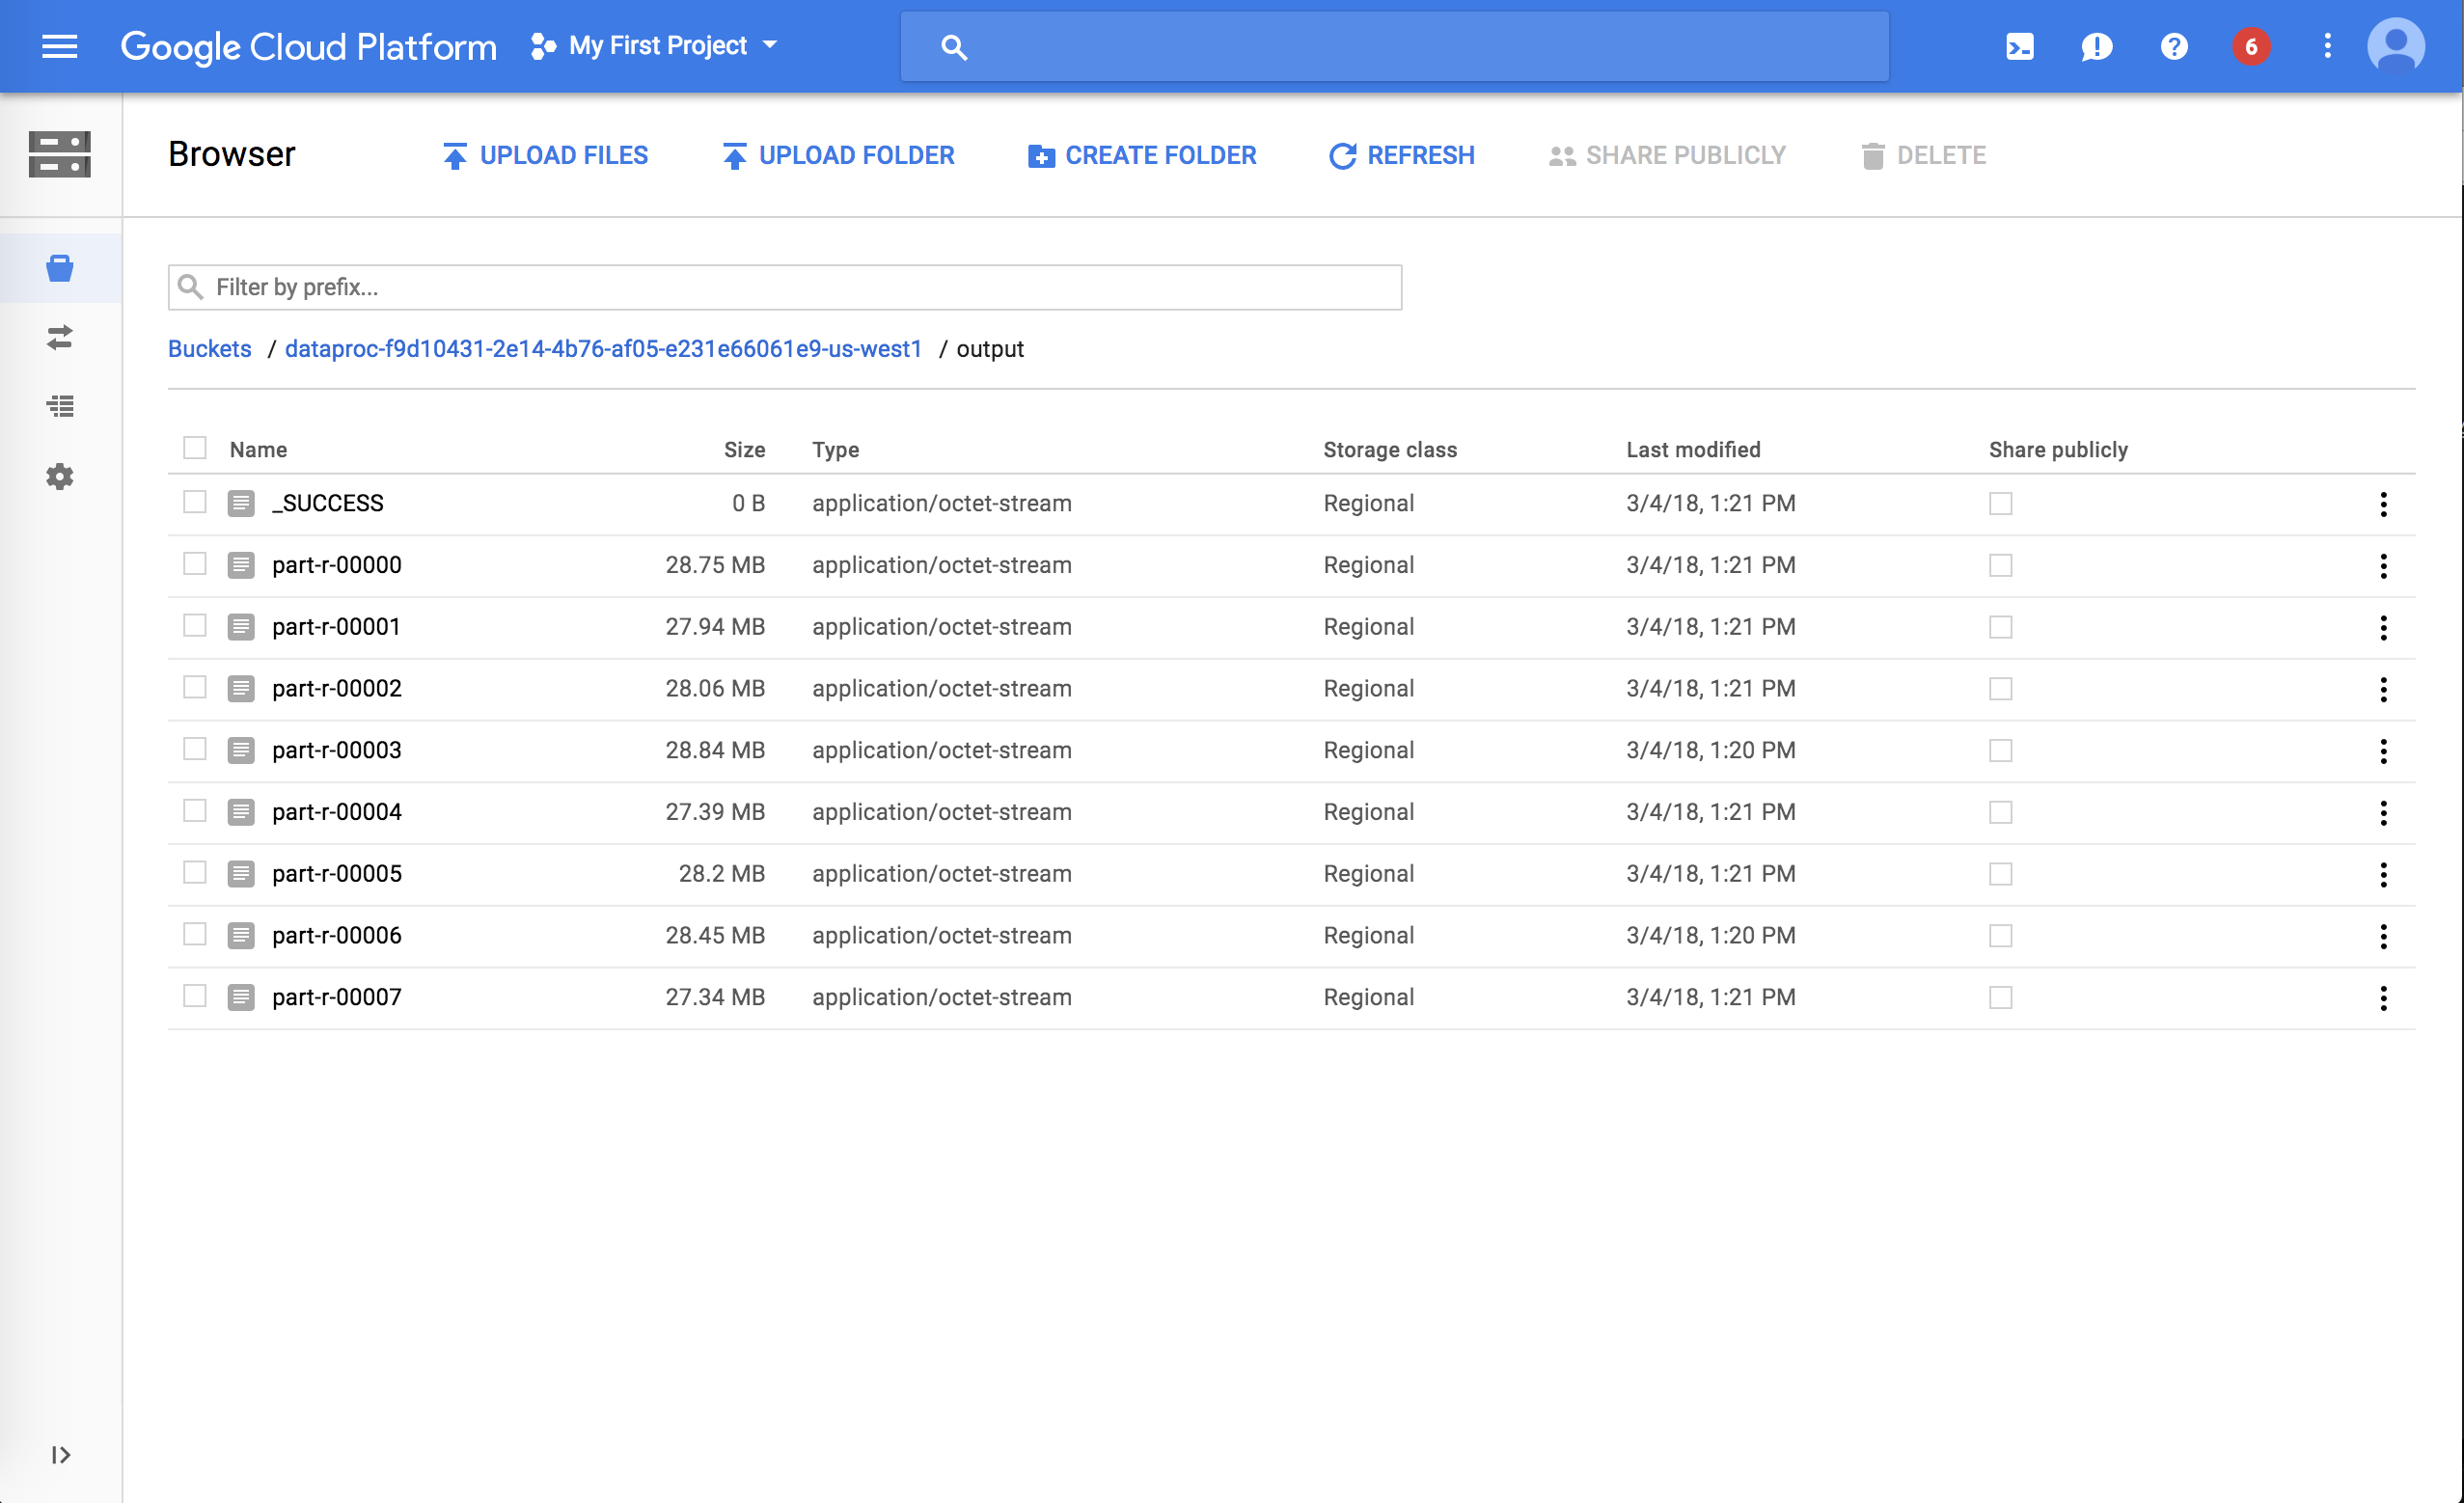 Google Cloud Platform My First Project 6
Browser UPLOAD FILES UPLOAD FOLDER CREATE FOLDER REFRESH SHARE PUBLICLY DELETE
Filter by prefix...
Buckets / dataproc-f9d10431-2e14-4b76-af05-e231e66061e9-us-west1 / output
Name Size Type Storage class Last modified Share publicly
_SUCCESS 0 B application/octet-stream Regional 3/4/18, 1:21 PM
part-r-00000 28.75 MB application/octet-stream Regional 3/4/18, 1:21 PM
part-r-00001 27.94 MB application/octet-stream Regional 3/4/18, 1:21 PM
part-r-00002 28.06 MB application/octet-stream Regional 3/4/18, 1:21 PM
part-r-00003 28.84 MB application/octet-stream Regional 3/4/18, 1:20 PM
part-r-00004 27.39 MB application/octet-stream Regional 3/4/18, 1:21 PM
part-r-00005 28.2 MB application/octet-stream Regional 3/4/18, 1:21 PM
part-r-00006 28.45 MB application/octet-stream Regional 3/4/18, 1:20 PM
part-r-00007 27.34 MB application/octet-stream Regional 3/4/18, 1:21 PM